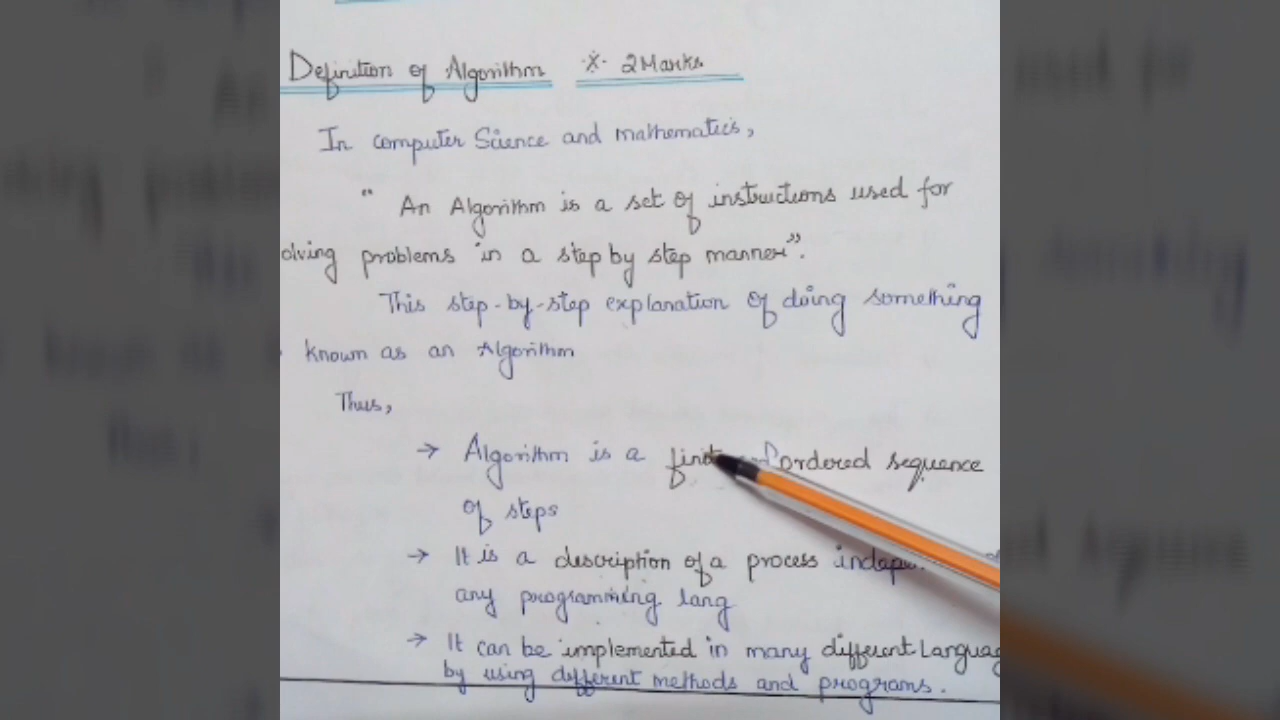 Definition of Algorithm ·X· 2 Marks
In computer Science and mathematics,
" An Algorithm is a set of instructions used for
olving problems in a step by step manner".
This step-by-step explanation of doing something
known as an Algorithm
Thus,
→ Algorithm is a ordered sequence
of steps
→ It is a description of a process
any programming lang
→ It can be implemented in many different Languag
by using different methods and programs.